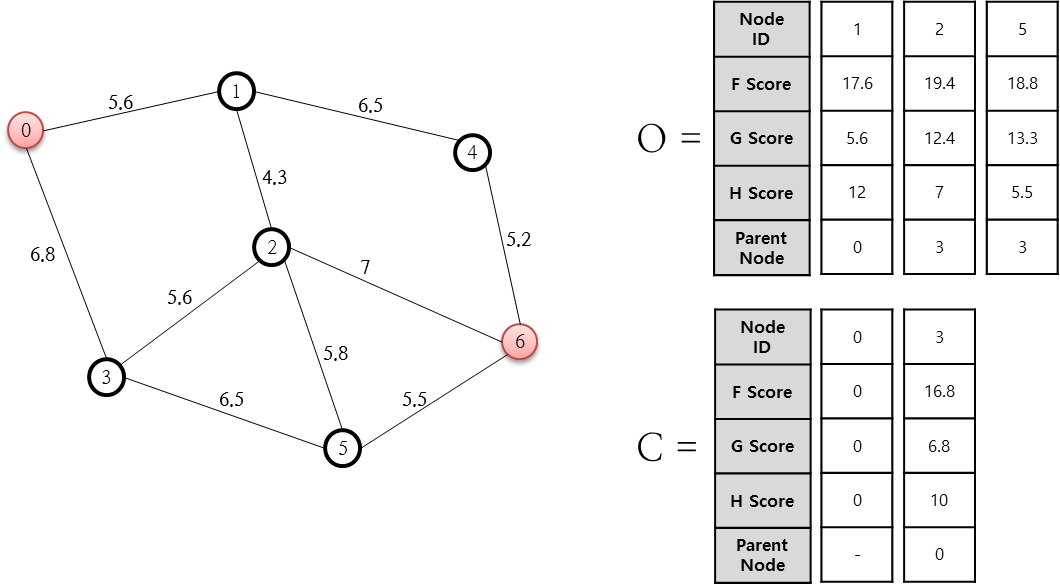 0
5.6
1
6.5
4
4.3
5.2
6.8
2
7
5.6
6
5.8
3
6.5
5.5
5
O =
Node ID 1 2 5
F Score 17.6 19.4 18.8
G Score 5.6 12.4 13.3
H Score 12 7 5.5
Parent Node 0 3 3
C =
Node ID 0 3
F Score 0 16.8
G Score 0 6.8
H Score 0 10
Parent Node - 0